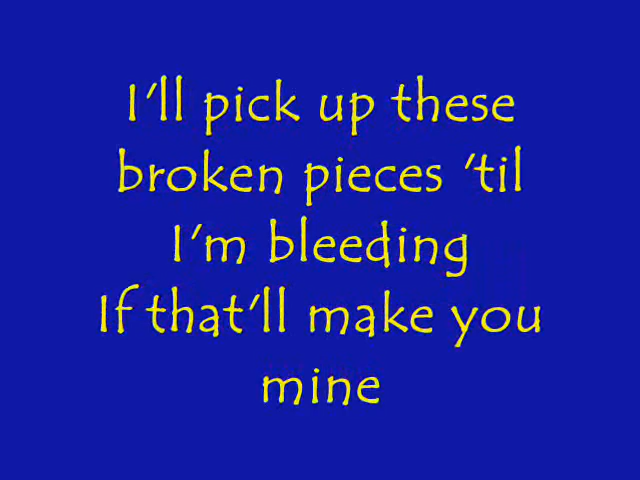 I'll pick up these
broken pieces 'til
I'm bleeding
If that'll make you
mine